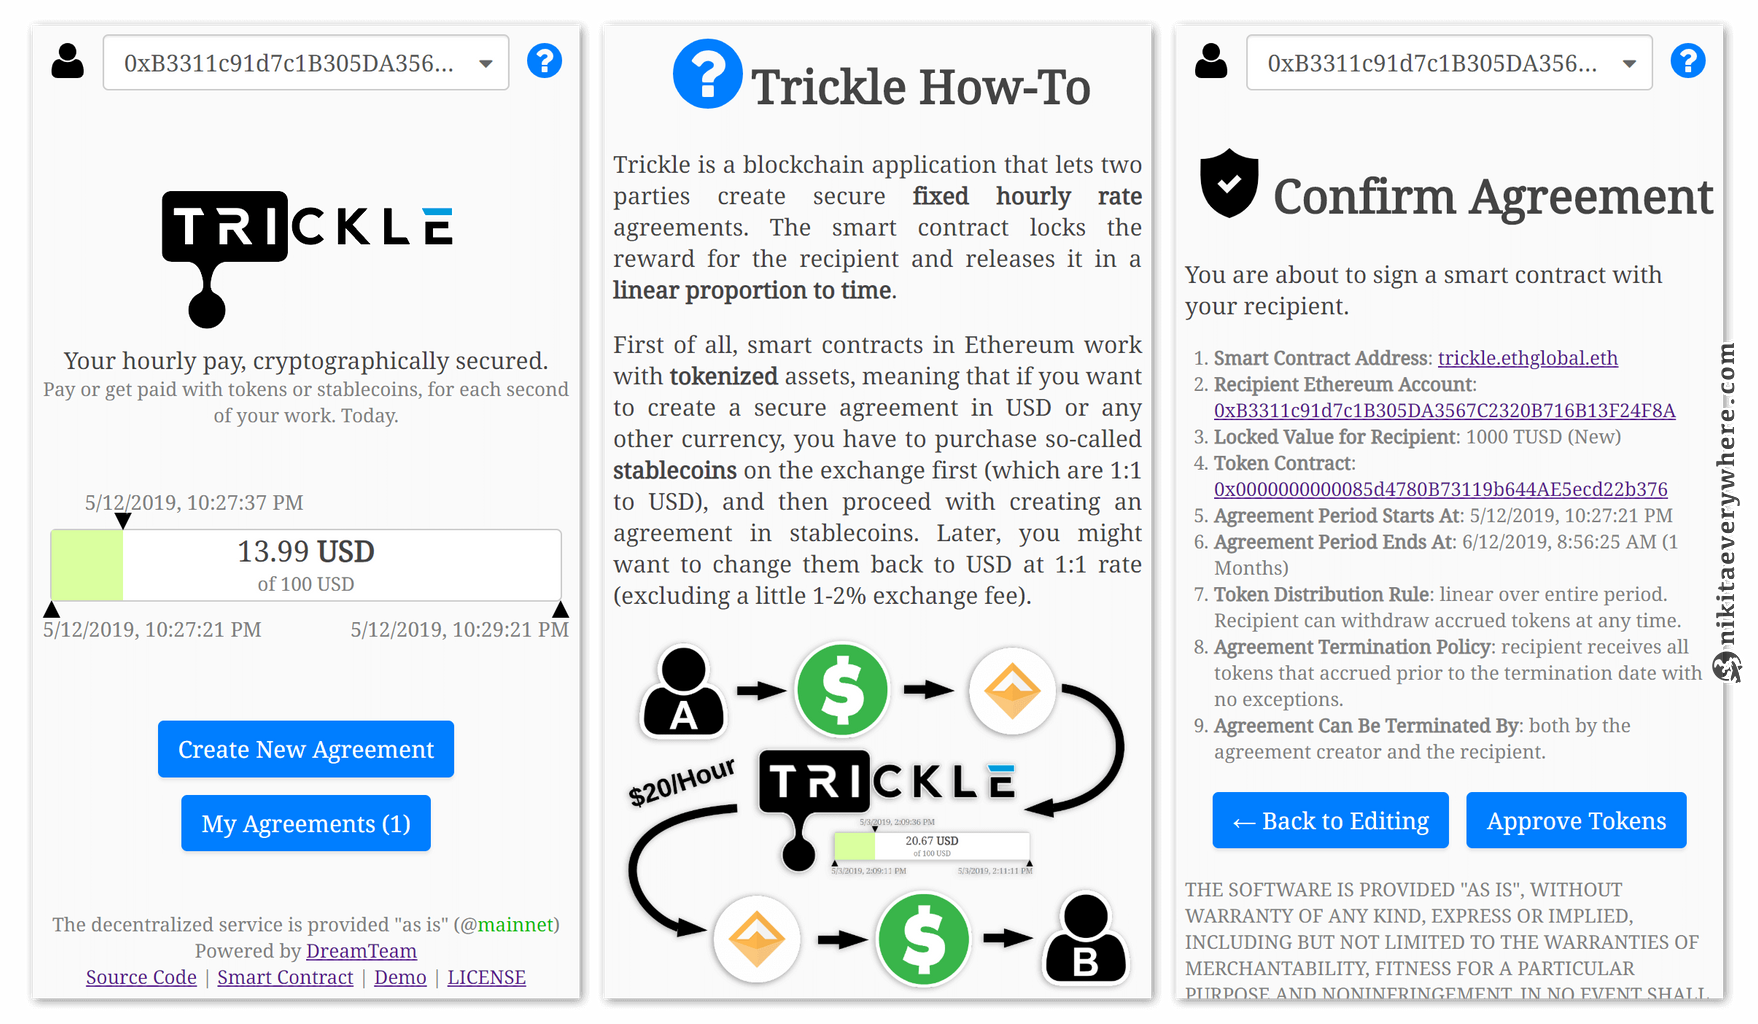 0xB3311c91d7c1B305DA356...
TRICKLE
Your hourly pay, cryptographically secured.
Pay or get paid with tokens or stablecoins, for each second
of your work. Today.
5/12/2019, 10:27:37 PM
13.99 USD
of 100 USD
5/12/2019, 10:27:21 PM
5/12/2019, 10:29:21 PM
Create New Agreement
My Agreements (1)
The decentralized service is provided "as is" (@mainnet)
Powered by DreamTeam
Source Code | Smart Contract | Demo | LICENSE
? Trickle How-To
Trickle is a blockchain application that lets two
parties create secure fixed hourly rate
agreements. The smart contract locks the
reward for the recipient and releases it in a
linear proportion to time.
First of all, smart contracts in Ethereum work
with tokenized assets, meaning that if you want
to create a secure agreement in USD or any
other currency, you have to purchase so-called
stablecoins on the exchange first (which are 1:1
to USD), and then proceed with creating an
agreement in stablecoins. Later, you might
want to change them back to USD at 1:1 rate
(excluding a little 1-2% exchange fee).
A
$
$20/Hour
TRICKLE
5/3/2019, 2:09:36 PM
20.67 USD
of 100 USD
5/3/2019, 2:09:11 PM
5/3/2019, 2:11:11 PM
$
B
0xB3311c91d7c1B305DA356...
?
Confirm Agreement
You are about to sign a smart contract with
your recipient.
1. Smart Contract Address: trickle.ethglobal.eth
2. Recipient Ethereum Account:
0xB3311c91d7c1B305DA3567C2320B716B13F24F8A
3. Locked Value for Recipient: 1000 TUSD (New)
4. Token Contract:
0x0000000000085d4780B73119b644AE5ecd22b376
5. Agreement Period Starts At: 5/12/2019, 10:27:21 PM
6. Agreement Period Ends At: 6/12/2019, 8:56:25 AM (1
Months)
7. Token Distribution Rule: linear over entire period.
Recipient can withdraw accrued tokens at any time.
8. Agreement Termination Policy: recipient receives all
tokens that accrued prior to the termination date with
no exceptions.
9. Agreement Can Be Terminated By: both by the
agreement creator and the recipient.
← Back to Editing
Approve Tokens
THE SOFTWARE IS PROVIDED "AS IS", WITHOUT
WARRANTY OF ANY KIND, EXPRESS OR IMPLIED,
INCLUDING BUT NOT LIMITED TO THE WARRANTIES OF
MERCHANTABILITY, FITNESS FOR A PARTICULAR
PURPOSE AND NONINFRINGEMENT. IN NO EVENT SHALL
nikitaeverywhere.com